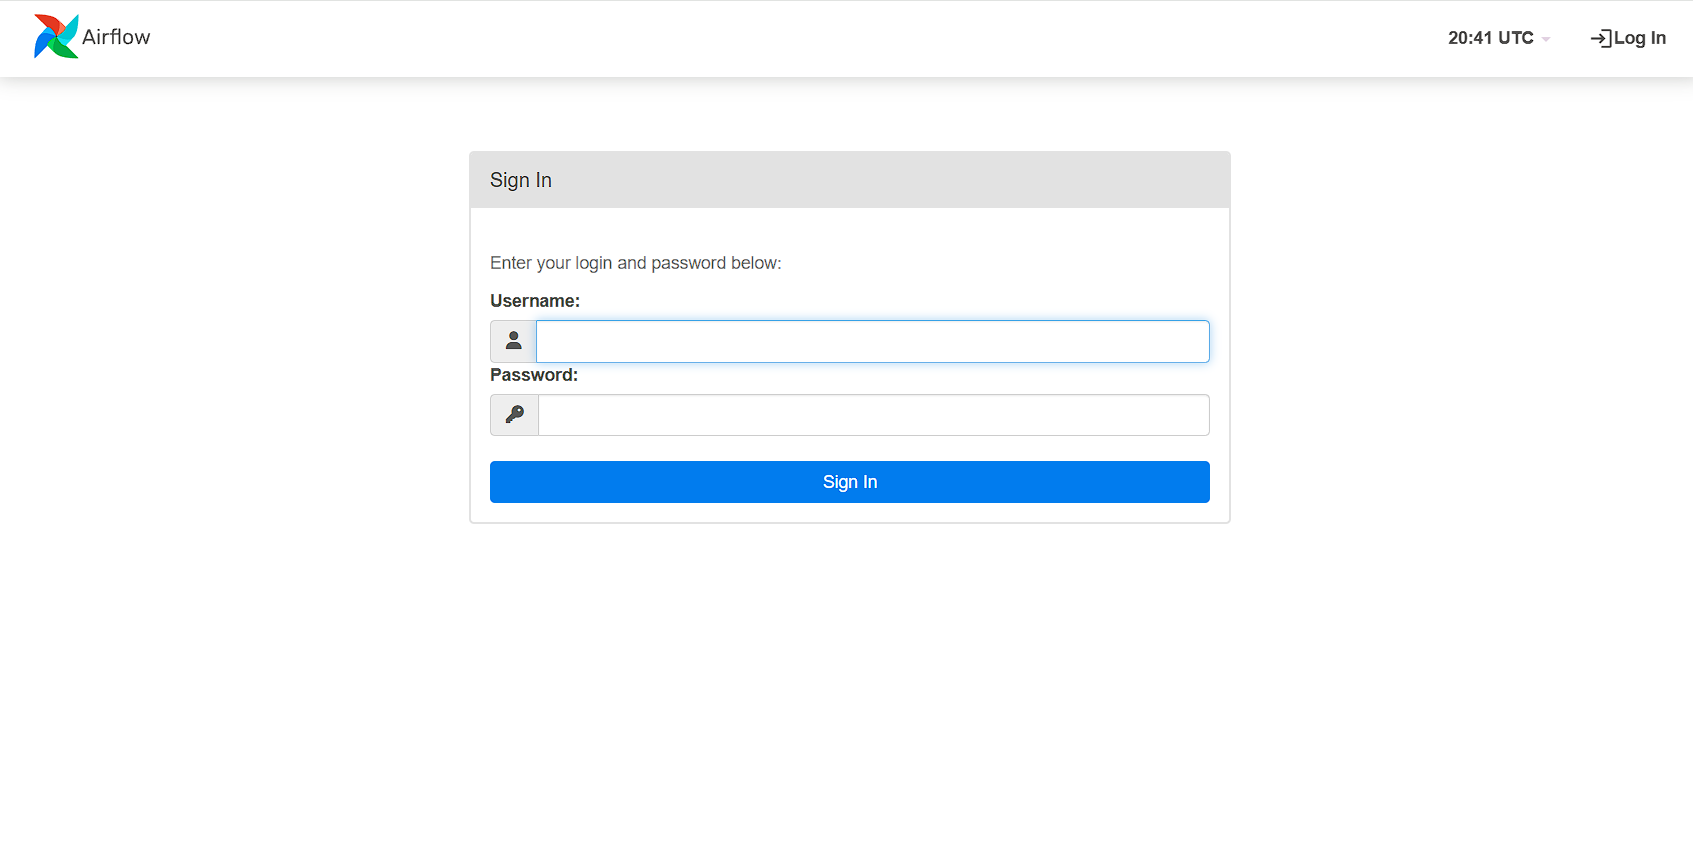 Airflow
20:41 UTC
Log In
Sign In
Enter your login and password below:
Username:
Password:
Sign In